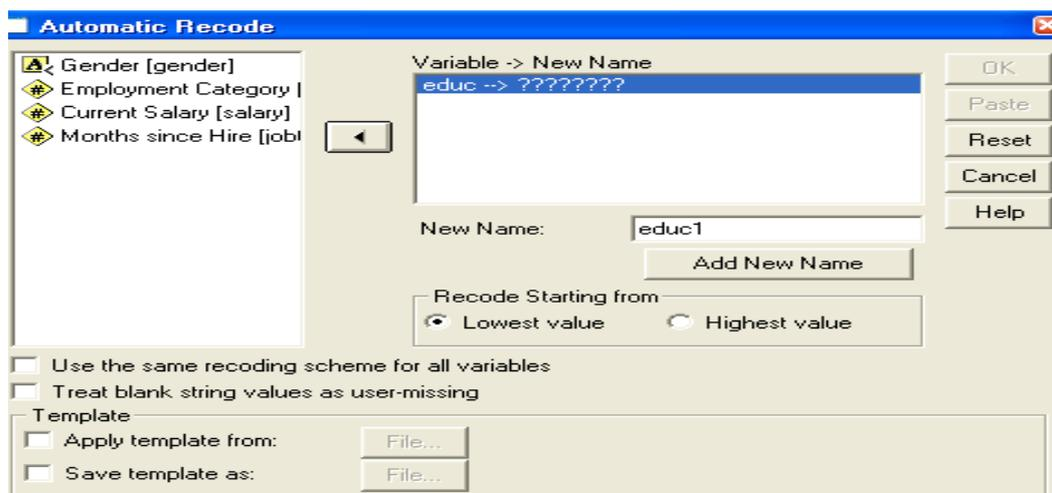 Automatic Recode
Gender [gender]
Employment Category [
Current Salary [salary]
Months since Hire [jobt
Variable -> New Name
educ --> ????????
New Name: educ1
Add New Name
Recode Starting from
Lowest value Highest value
OK
Paste
Reset
Cancel
Help
Use the same recoding scheme for all variables
Treat blank string values as user-missing
Template
Apply template from: File...
Save template as: File...